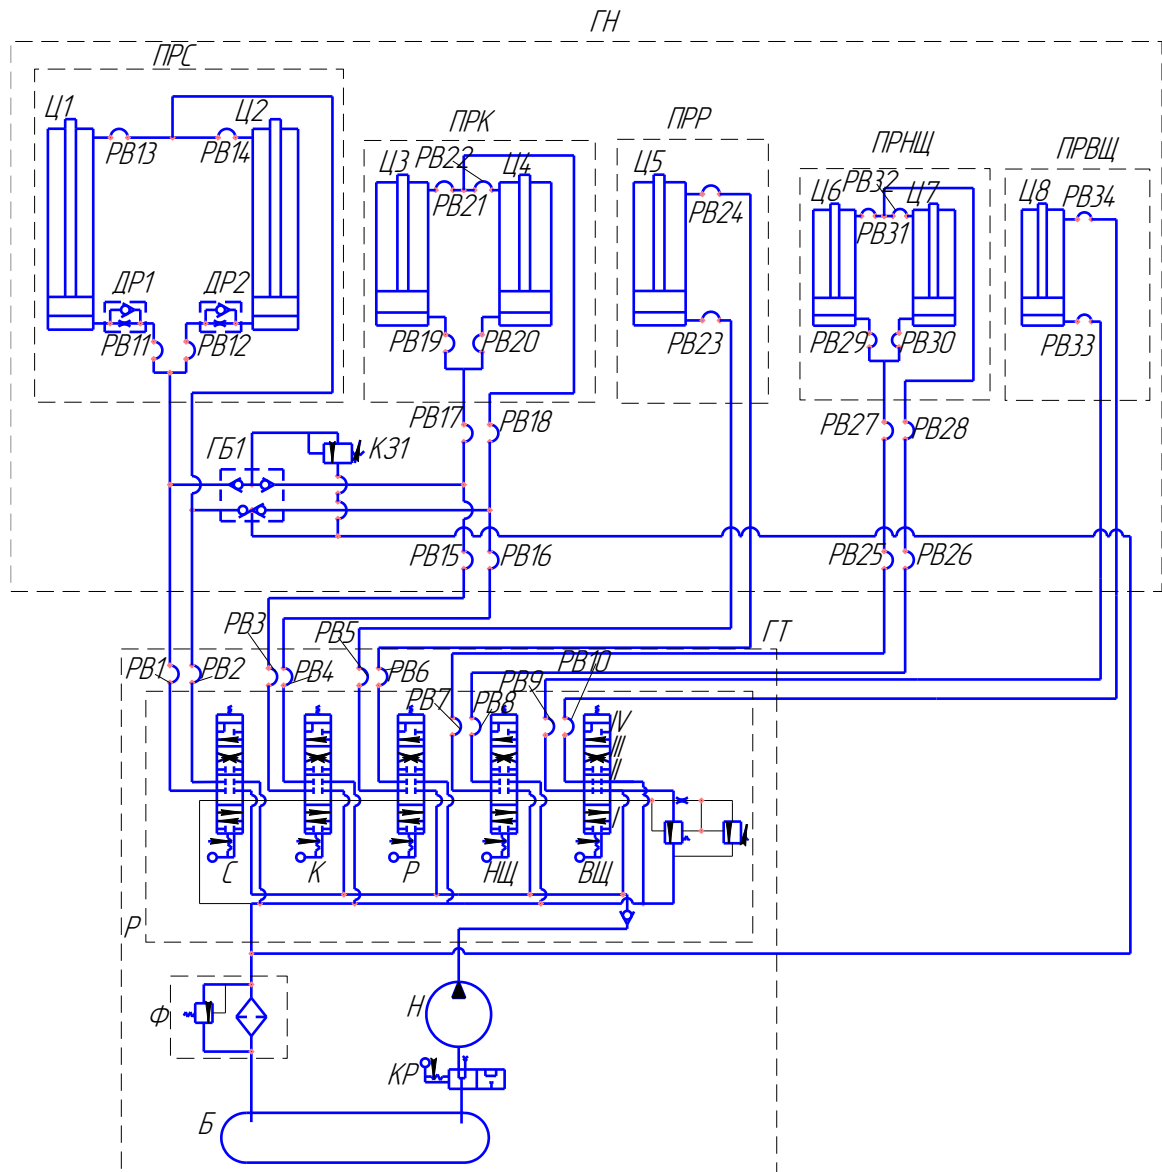 ГН
ПРС
Ц1 Ц2
РВ13 РВ14
ДР1 ДР2
РВ11 РВ12
ПРК
Ц3 РВ22 Ц4
РВ21
РВ19 РВ20
РВ17 РВ18
ПРР
Ц5
РВ24
РВ23
ПРНЩ
Ц6 РВ32 Ц7
РВ31
РВ29 РВ30
РВ27 РВ28
ПРВЩ
Ц8 РВ34
РВ33
ГБ1 КЗ1
РВ15 РВ16 РВ25 РВ26
ГТ
РВ1 РВ2 РВ3 РВ4 РВ5 РВ6
РВ7 РВ8 РВ9 РВ10
IV
III
II
I
С К Р НЩ ВЩ
Р
Ф Н
КР
Б